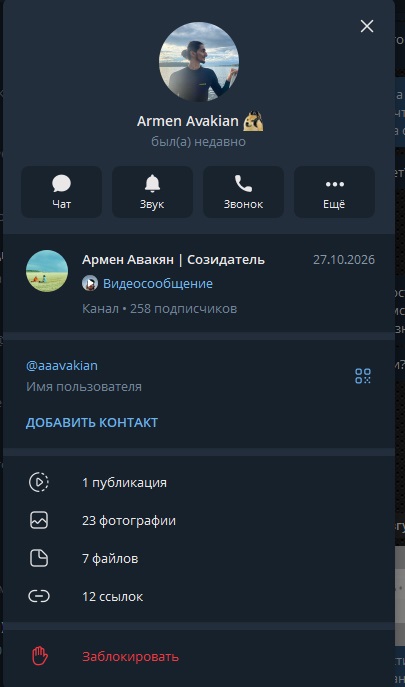 Armen Avakian
был(а) недавно
Чат
Звук
Звонок
Ещё
Армен Авакян | Созидатель
27.10.2026
Видеосообщение
Канал • 258 подписчиков
@aaavakian
Имя пользователя
ДОБАВИТЬ КОНТАКТ
1 публикация
23 фотографии
7 файлов
12 ссылок
Заблокировать